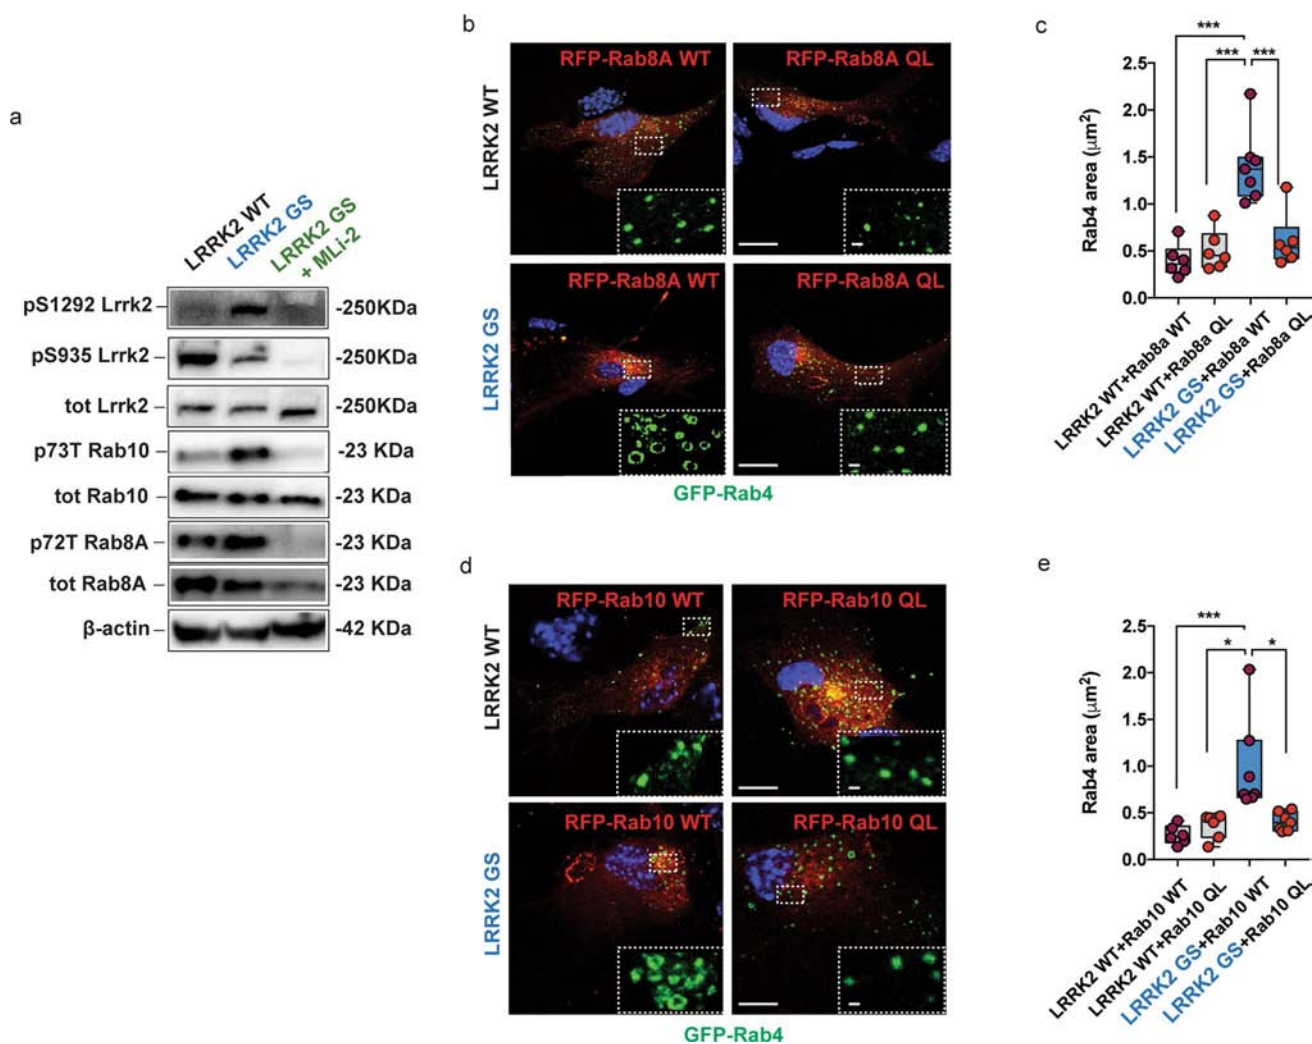 a
LRRK2 WT
LRRK2 GS
LRRK2 GS
+ MLi-2
pS1292 Lrrk2
-250KDa
pS935 Lrrk2
-250KDa
tot Lrrk2
-250KDa
p73T Rab10
-23 KDa
tot Rab10
-23 KDa
p72T Rab8A
-23 KDa
tot Rab8A
-23 KDa
β-actin
-42 KDa
b
RFP-Rab8A WT
RFP-Rab8A QL
LRRK2 WT
RFP-Rab8A WT
RFP-Rab8A QL
LRRK2 GS
GFP-Rab4
c
***
*** ***
Rab4 area (μm²)
2.5
2.0
1.5
1.0
0.5
0.0
LRRK2 WT+Rab8a WT
LRRK2 WT+Rab8a QL
LRRK2 GS+Rab8a WT
LRRK2 GS+Rab8a QL
d
RFP-Rab10 WT
RFP-Rab10 QL
LRRK2 WT
RFP-Rab10 WT
RFP-Rab10 QL
LRRK2 GS
GFP-Rab4
e
***
* *
Rab4 area (μm²)
2.5
2.0
1.5
1.0
0.5
0.0
LRRK2 WT+Rab10 WT
LRRK2 WT+Rab10 QL
LRRK2 GS+Rab10 WT
LRRK2 GS+Rab10 QL